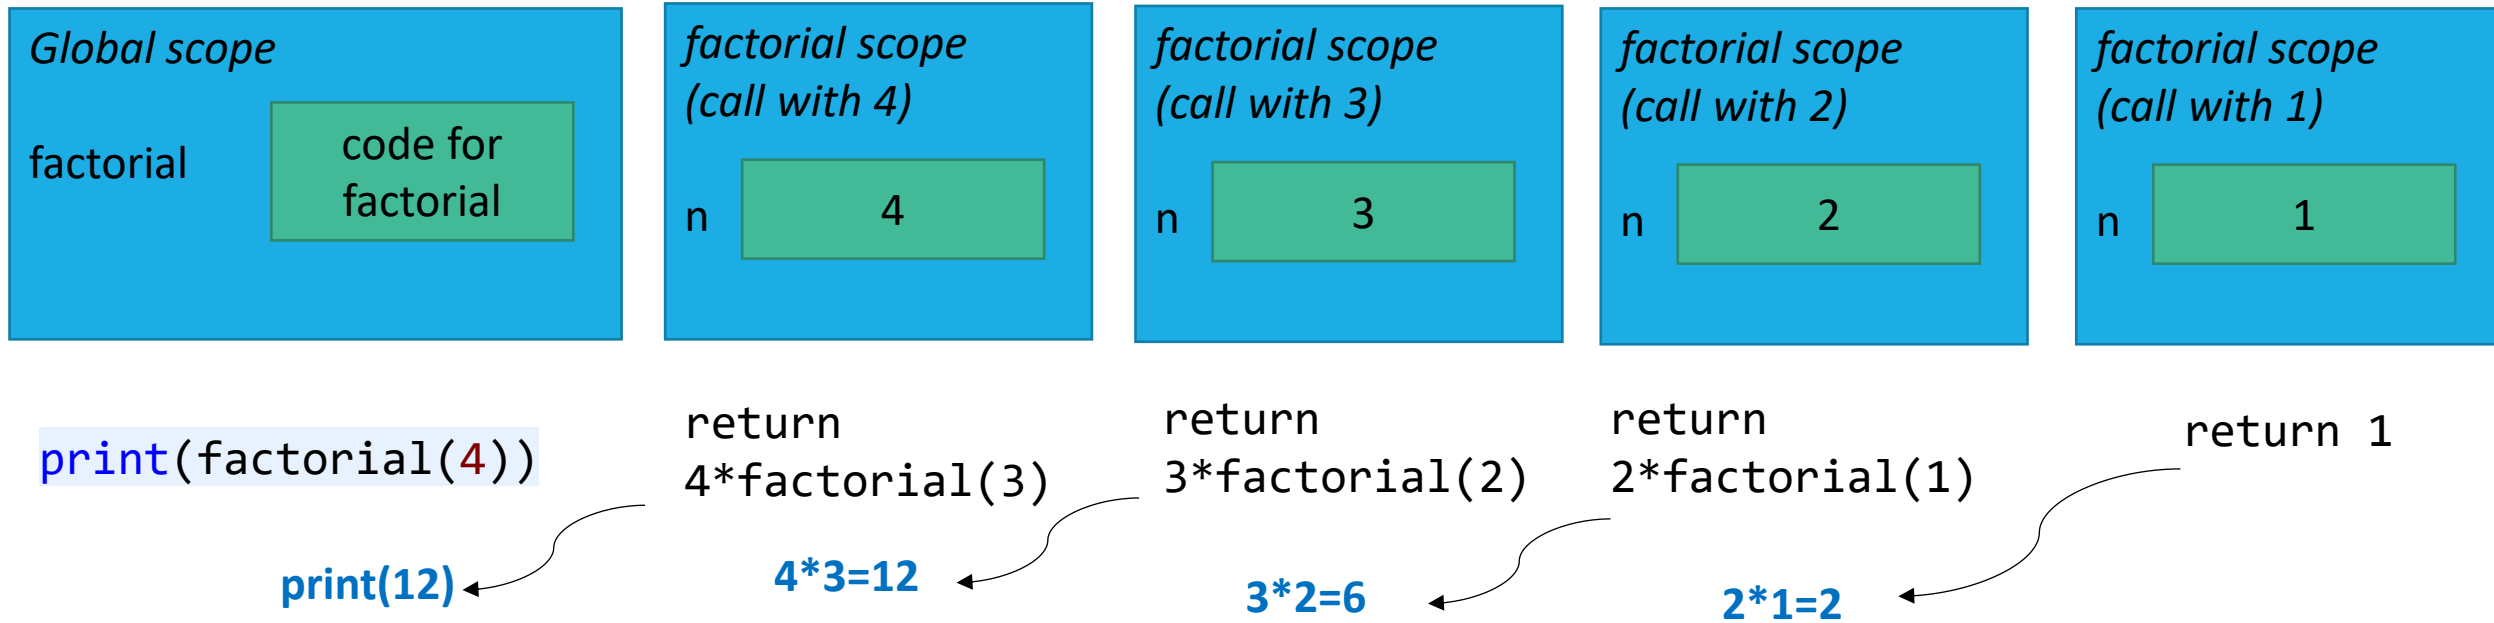 Global scope
factorial
code for
factorial
factorial scope
(call with 4)
n
4
factorial scope
(call with 3)
n
3
factorial scope
(call with 2)
n
2
factorial scope
(call with 1)
n
1
print(factorial(4))
return
4*factorial(3)
return
3*factorial(2)
return
2*factorial(1)
return 1
print(12)
4*3=12
3*2=6
2*1=2